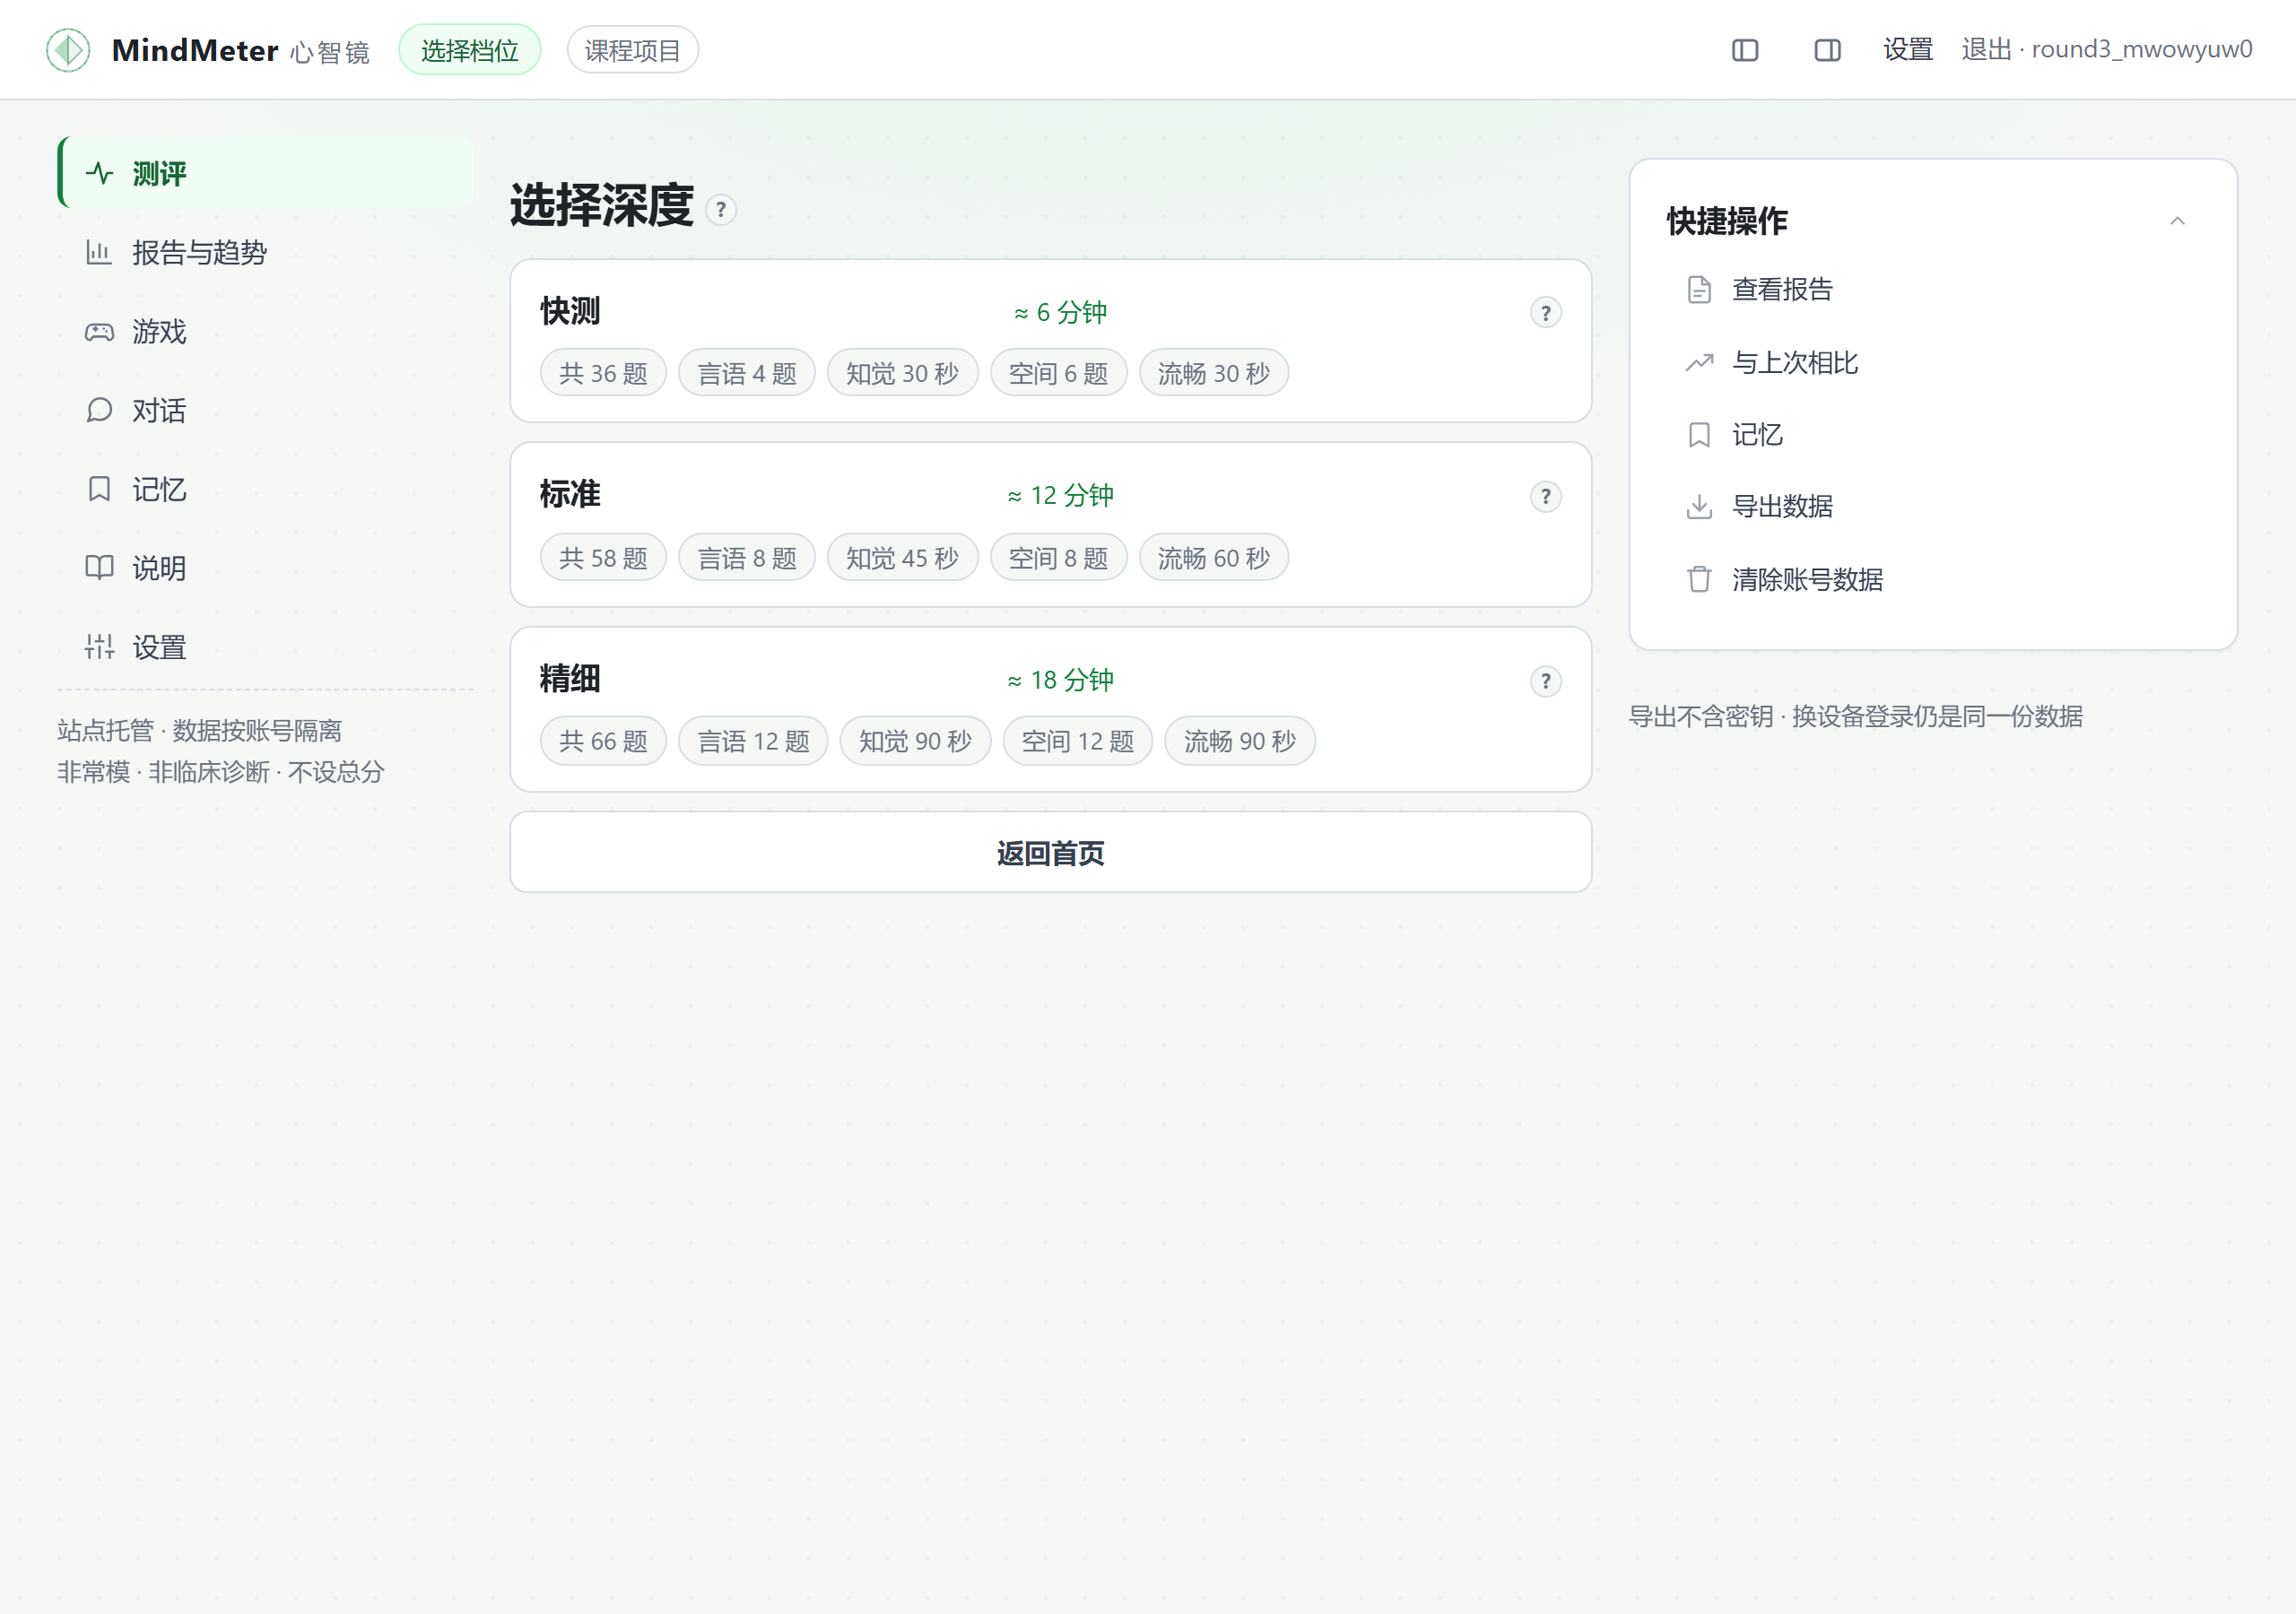 MindMeter 心智镜 选择档位 课程项目 设置 退出 · round3_mwowyuw0
测评
报告与趋势
游戏
对话
记忆
说明
设置
站点托管 · 数据按账号隔离
非常模 · 非临床诊断 · 不设总分
选择深度 ?
快测 ≈ 6 分钟 ?
共 36 题 言语 4 题 知觉 30 秒 空间 6 题 流畅 30 秒
标准 ≈ 12 分钟 ?
共 58 题 言语 8 题 知觉 45 秒 空间 8 题 流畅 60 秒
精细 ≈ 18 分钟 ?
共 66 题 言语 12 题 知觉 90 秒 空间 12 题 流畅 90 秒
返回首页
快捷操作
查看报告
与上次相比
记忆
导出数据
清除账号数据
导出不含密钥 · 换设备登录仍是同一份数据